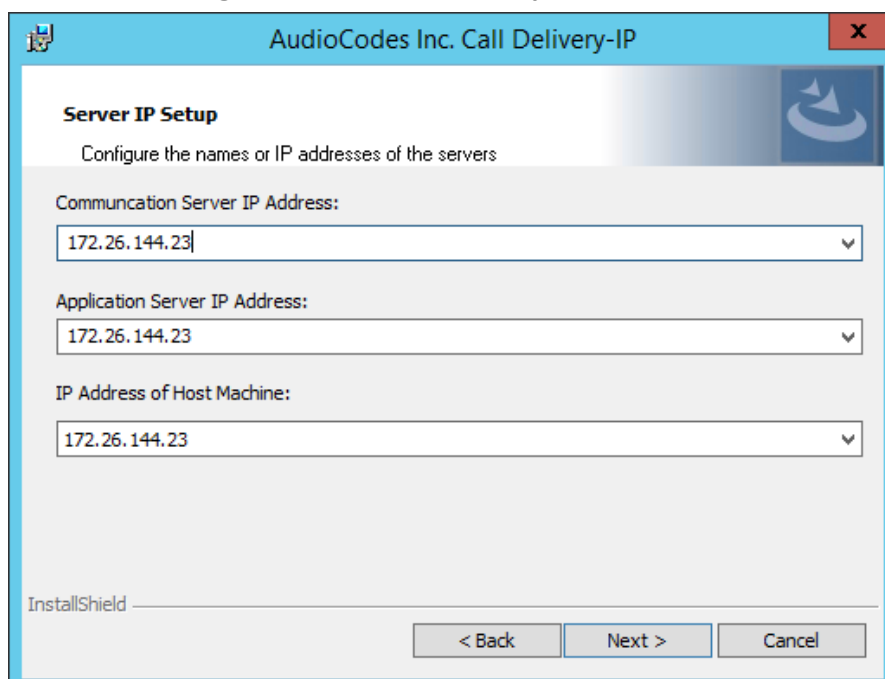 AudioCodes Inc. Call Delivery-IP
x
Server IP Setup
Configure the names or IP addresses of the servers
Communcation Server IP Address:
172.26.144.23
Application Server IP Address:
172.26.144.23
IP Address of Host Machine:
172.26.144.23
InstallShield
< Back Next > Cancel